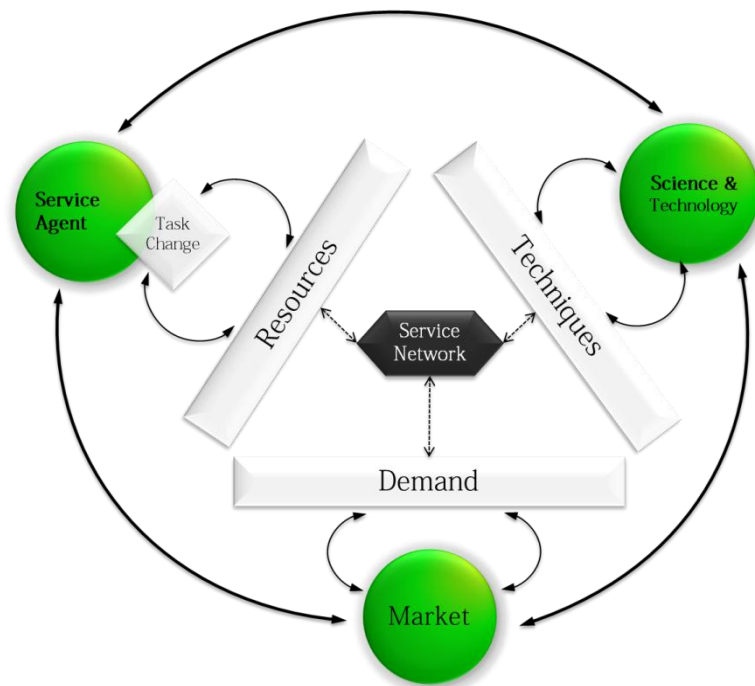 Service
Agent
Task
Change
Resources
Techniques
Science &
Technology
Service
Network
Demand
Market